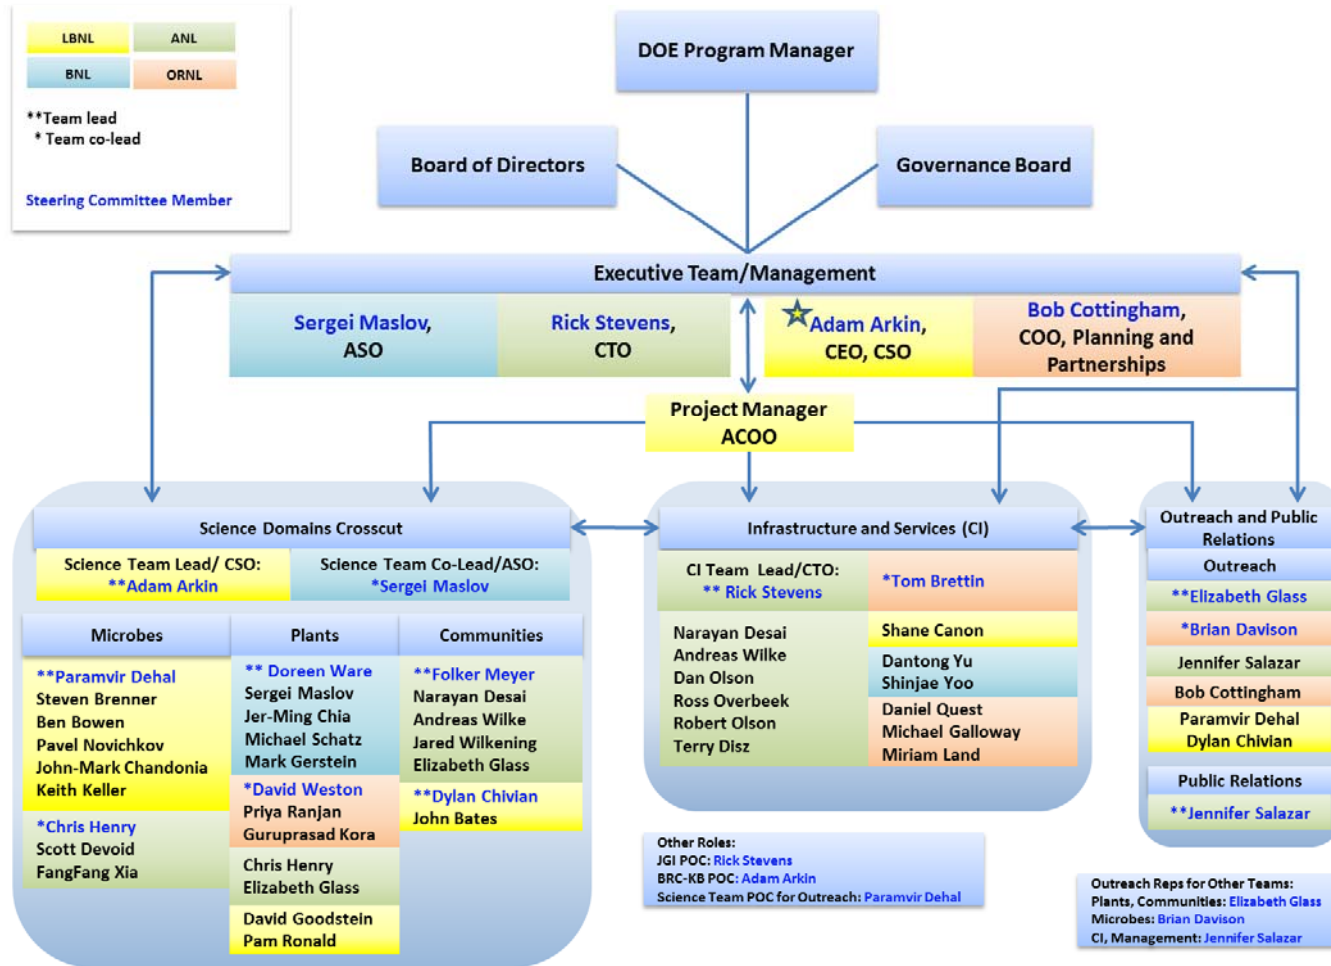 LBNL
ANL
BNL
ORNL
**Team lead
* Team co-lead
Steering Committee Member
DOE Program Manager
Board of Directors
Governance Board
Executive Team/Management
Sergei Maslov,
ASO
Rick Stevens,
CTO
Adam Arkin,
CEO, CSO
Bob Cottingham,
COO, Planning and
Partnerships
Project Manager
ACOO
Science Domains Crosscut
Science Team Lead/ CSO:
**Adam Arkin
Science Team Co-Lead/ASO:
*Sergei Maslov
Microbes
**Paramvir Dehal
Steven Brenner
Ben Bowen
Pavel Novichkov
John-Mark Chandonia
Keith Keller
*Chris Henry
Scott Devoid
FangFang Xia
Plants
** Doreen Ware
Sergei Maslov
Jer-Ming Chia
Michael Schatz
Mark Gerstein
*David Weston
Priya Ranjan
Guruprasad Kora
Chris Henry
Elizabeth Glass
David Goodstein
Pam Ronald
Communities
**Folker Meyer
Narayan Desai
Andreas Wilke
Jared Wilkening
Elizabeth Glass
**Dylan Chivian
John Bates
Infrastructure and Services (CI)
CI Team Lead/CTO:
** Rick Stevens
Narayan Desai
Andreas Wilke
Dan Olson
Ross Overbeek
Robert Olson
Terry Disz
*Tom Brettin
Shane Canon
Dantong Yu
Shinjae Yoo
Daniel Quest
Michael Galloway
Miriam Land
Outreach and Public
Relations
Outreach
**Elizabeth Glass
*Brian Davison
Jennifer Salazar
Bob Cottingham
Paramvir Dehal
Dylan Chivian
Public Relations
**Jennifer Salazar
Other Roles:
JGI POC: Rick Stevens
BRC-KB POC: Adam Arkin
Science Team POC for Outreach: Paramvir Dehal
Outreach Reps for Other Teams:
Plants, Communities: Elizabeth Glass
Microbes: Brian Davison
CI, Management: Jennifer Salazar